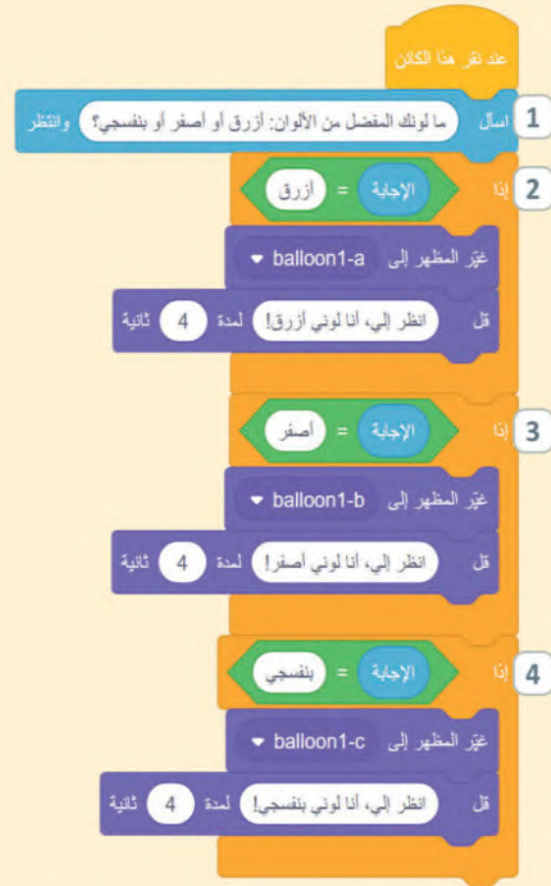 عند نقر هذا الكائن
1 اسأل ما لونك المفضل من الألوان: أزرق أو أصفر أو بنفسجي؟ وانتظر
2 إذا الإجابة = أزرق
غيّر المظهر إلى balloon1-a
قل انظر إلي، أنا لوني أزرق! لمدة 4 ثانية
3 إذا الإجابة = أصفر
غيّر المظهر إلى balloon1-b
قل انظر إلي، أنا لوني أصفر! لمدة 4 ثانية
4 إذا الإجابة = بنفسجي
غيّر المظهر إلى balloon1-c
قل انظر إلي، أنا لوني بنفسجي! لمدة 4 ثانية